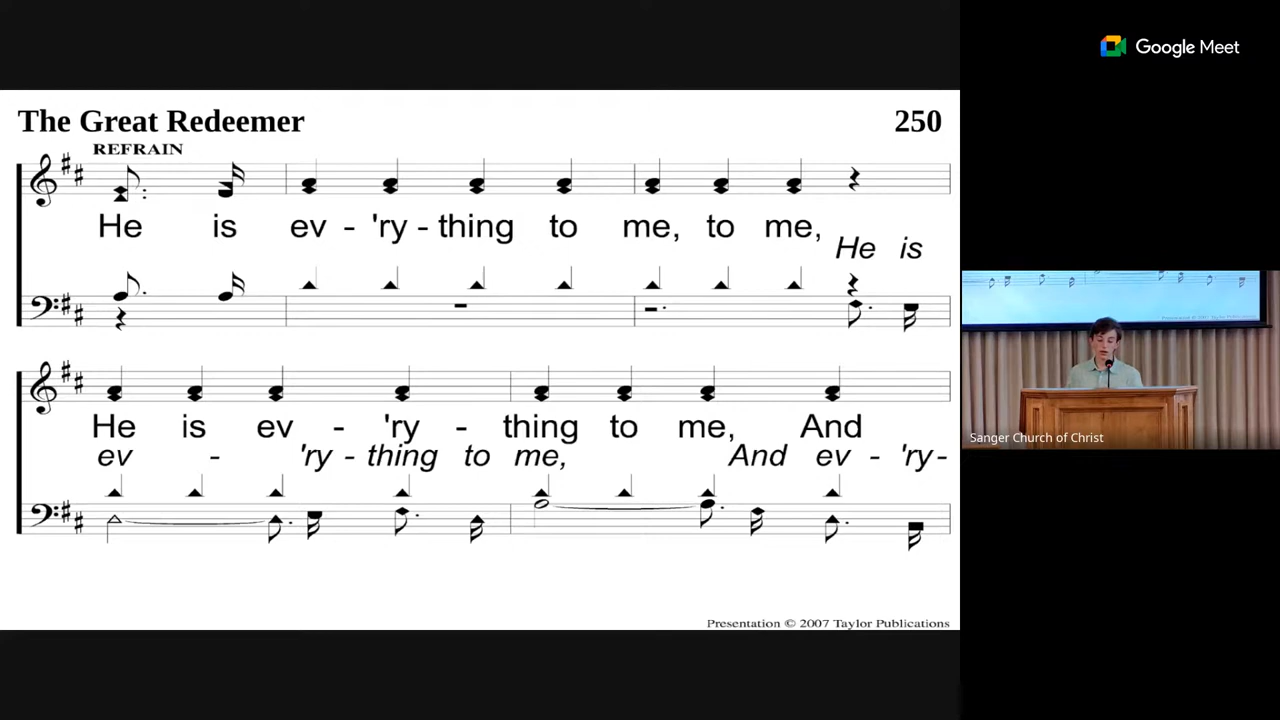 Google Meet
The Great Redeemer 250
REFRAIN
He is ev - 'ry - thing to me, to me,
He is
He is ev - 'ry - thing to me, And
ev - 'ry - thing to me, And ev - 'ry-
Presentation © 2007 Taylor Publications
Sanger Church of Christ